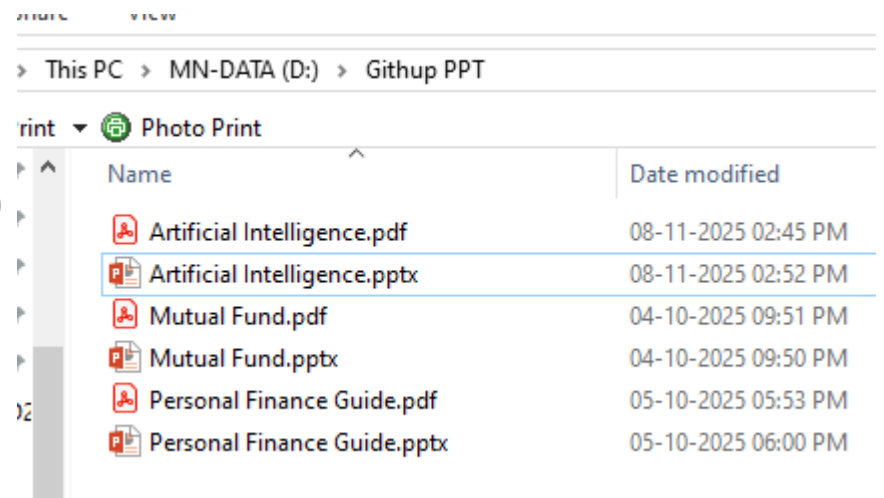 This PC > MN-DATA (D:) > Githup PPT
Photo Print
Name Date modified
Artificial Intelligence.pdf 08-11-2025 02:45 PM
Artificial Intelligence.pptx 08-11-2025 02:52 PM
Mutual Fund.pdf 04-10-2025 09:51 PM
Mutual Fund.pptx 04-10-2025 09:50 PM
Personal Finance Guide.pdf 05-10-2025 05:53 PM
Personal Finance Guide.pptx 05-10-2025 06:00 PM